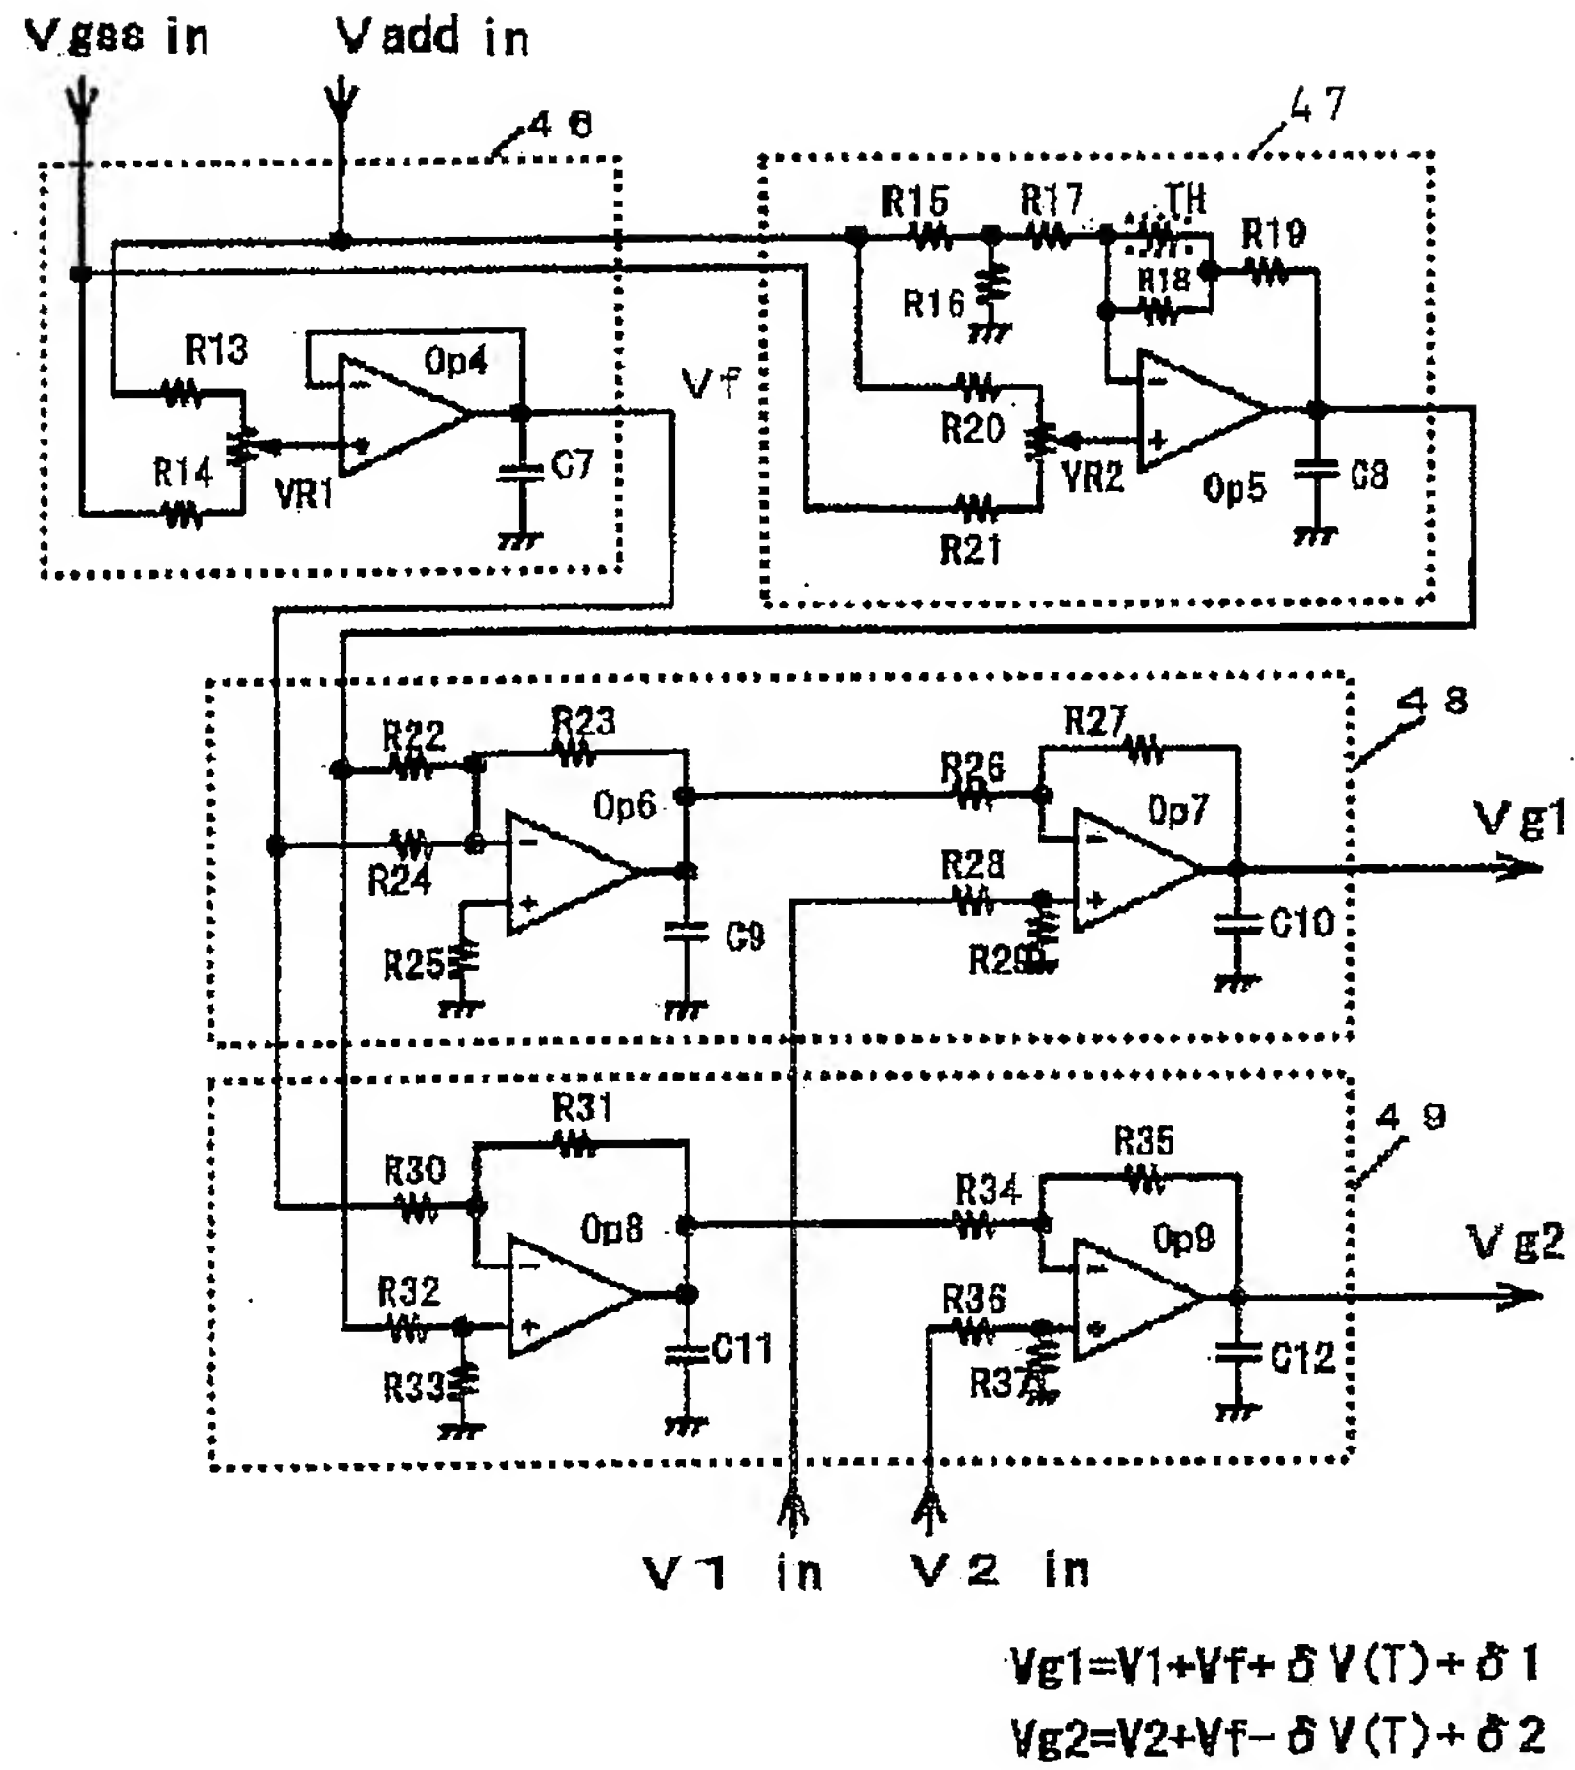 Vgss in
Vadd in
46
47
R15
R17
TH
R19
R16
R18
R13
Op4
Vf
R20
R14
VR1
C7
VR2
Op5
C8
R21
48
R22
R23
R27
Op6
R26
Op7
Vg1
R24
R28
R25
C9
R29
C10
49
R31
R30
R35
Op8
R34
Op9
Vg2
R32
R36
R33
C11
R37
C12
V1 in
V2 in
Vg1=V1+Vf+δV(T)+δ1
Vg2=V2+Vf-δV(T)+δ2